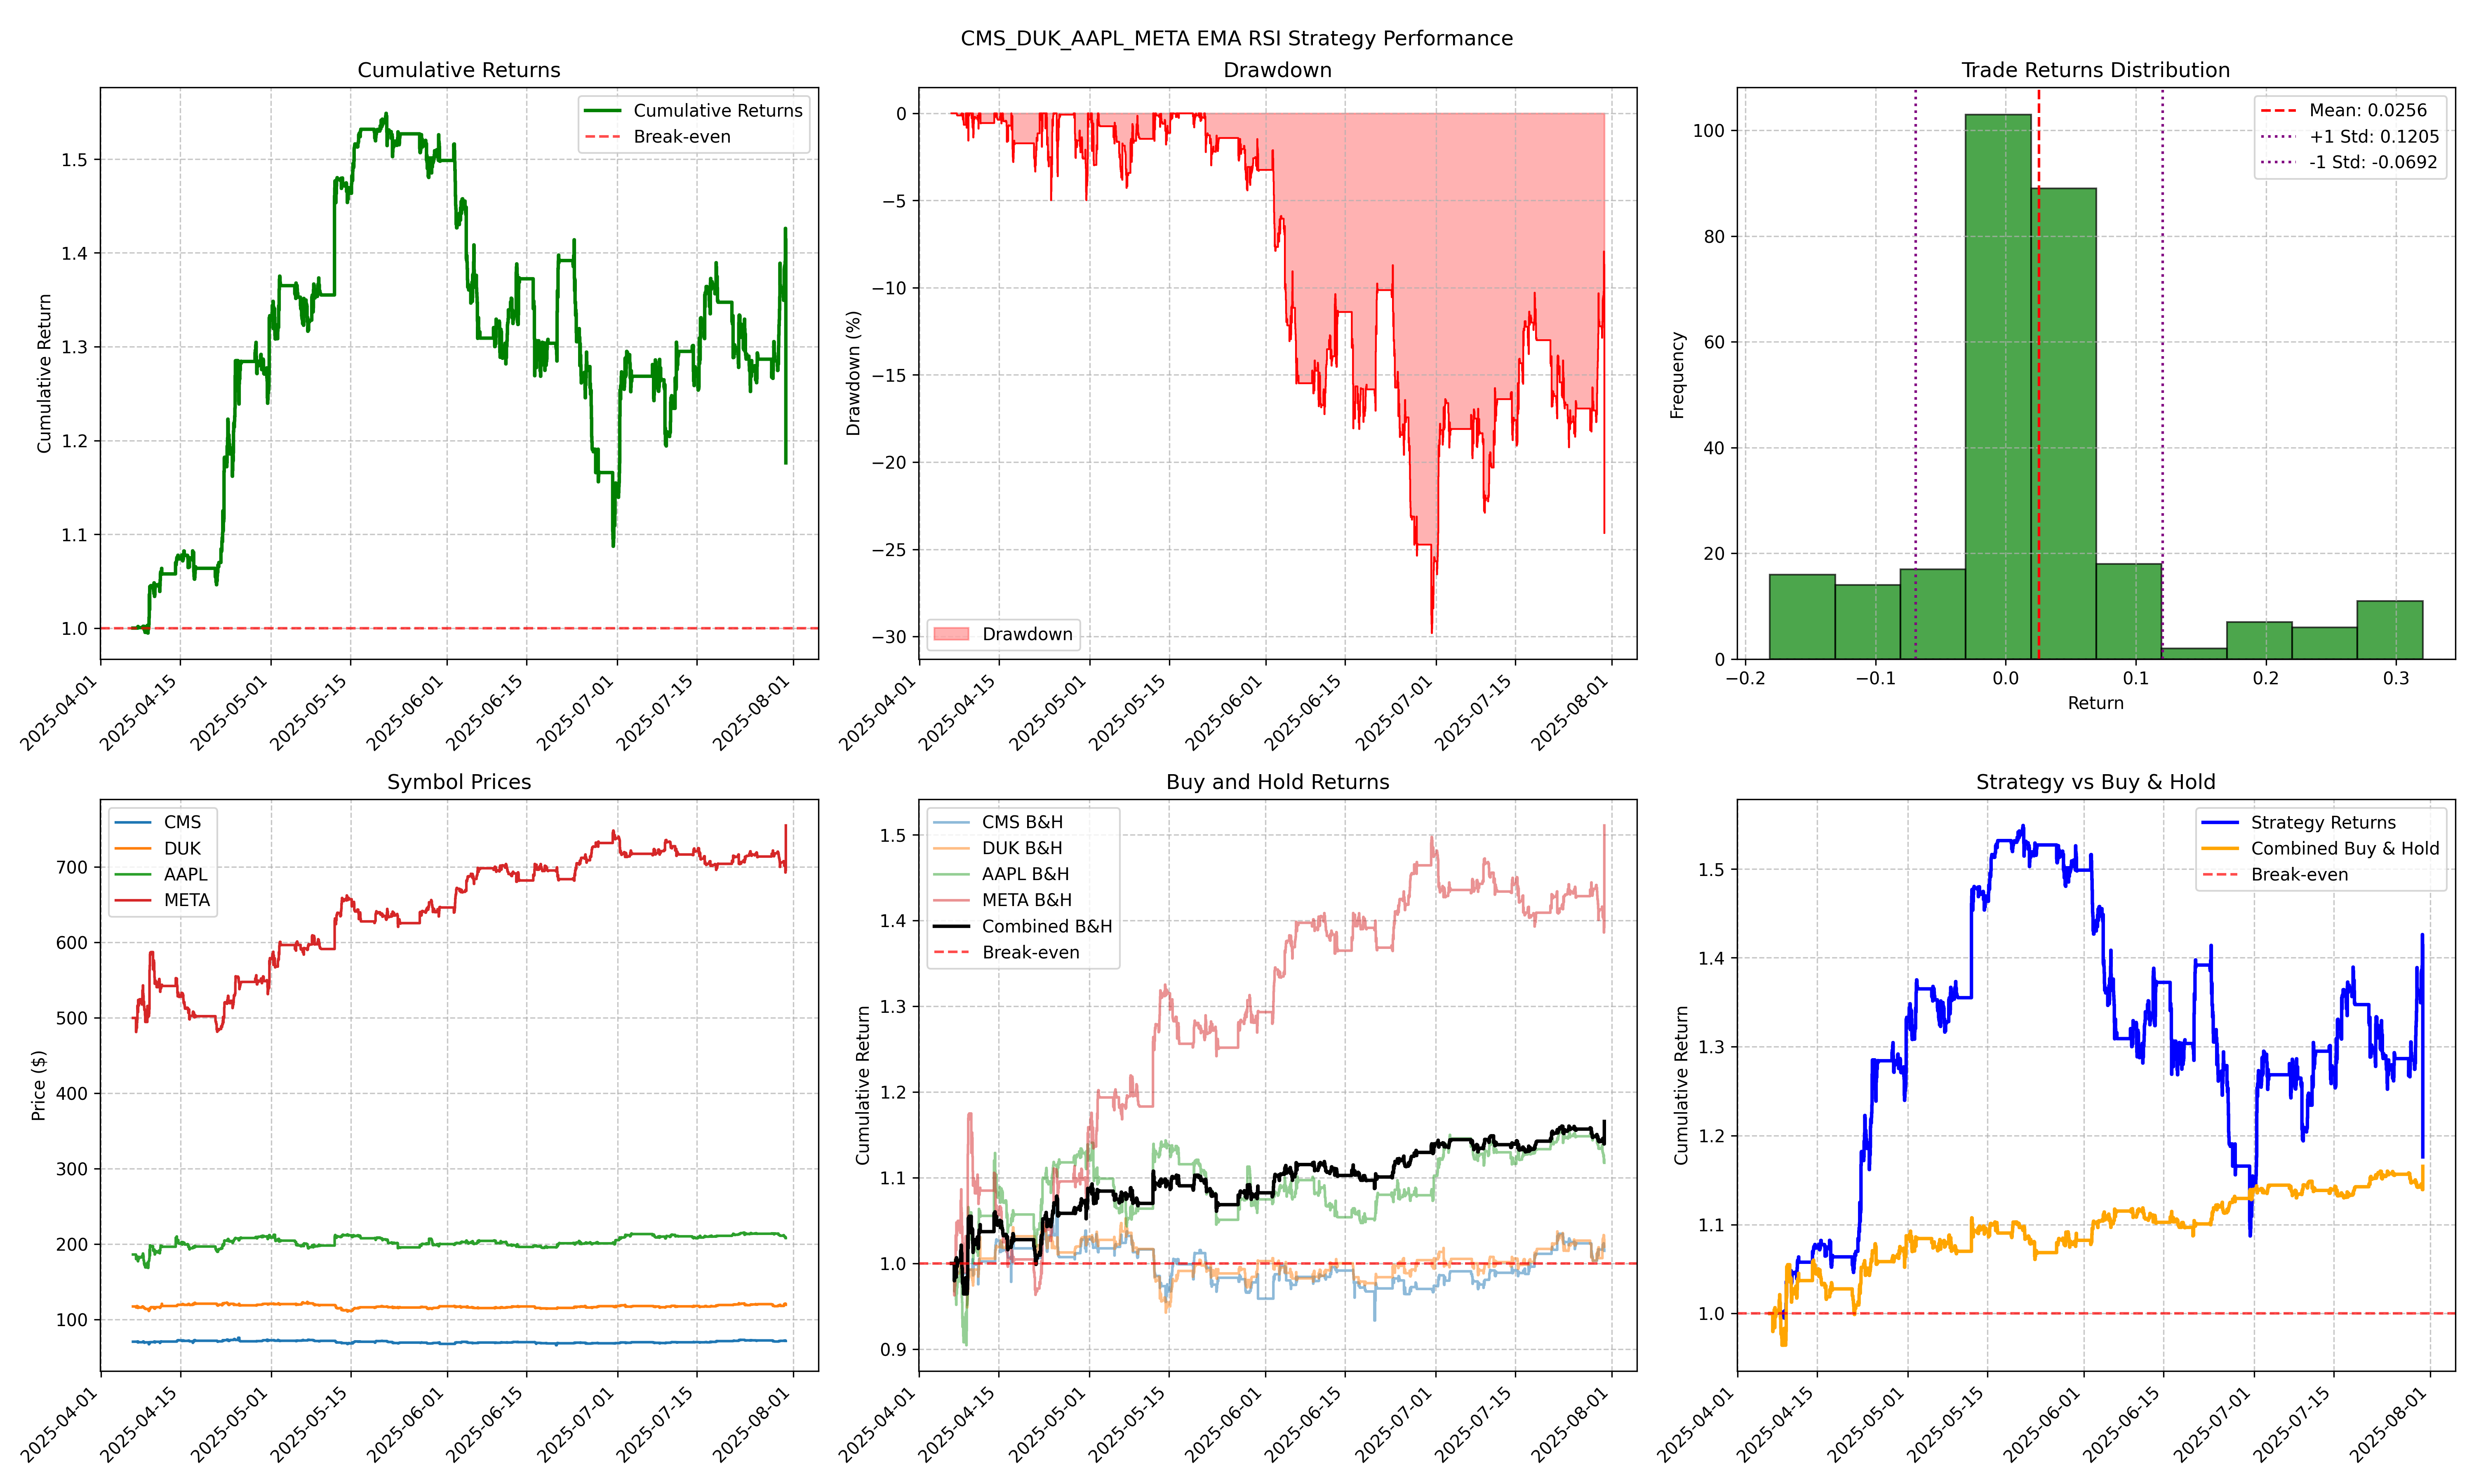 CMS_DUK_AAPL_META EMA RSI Strategy Performance
Cumulative Returns
Cumulative Return
1.5
1.4
1.3
1.2
1.1
1.0
Cumulative Returns
Break-even
2025-04-01
2025-04-15
2025-05-01
2025-05-15
2025-06-01
2025-06-15
2025-07-01
2025-07-15
2025-08-01
Drawdown
Drawdown (%)
0
−5
−10
−15
−20
−25
−30
Drawdown
2025-04-01
2025-04-15
2025-05-01
2025-05-15
2025-06-01
2025-06-15
2025-07-01
2025-07-15
2025-08-01
Trade Returns Distribution
Frequency
100
80
60
40
20
0
Mean: 0.0256
+1 Std: 0.1205
-1 Std: -0.0692
−0.2
−0.1
0.0
0.1
0.2
0.3
Return
Symbol Prices
Price ($)
700
600
500
400
300
200
100
CMS
DUK
AAPL
META
2025-04-01
2025-04-15
2025-05-01
2025-05-15
2025-06-01
2025-06-15
2025-07-01
2025-07-15
2025-08-01
Buy and Hold Returns
Cumulative Return
1.5
1.4
1.3
1.2
1.1
1.0
0.9
CMS B&H
DUK B&H
AAPL B&H
META B&H
Combined B&H
Break-even
2025-04-01
2025-04-15
2025-05-01
2025-05-15
2025-06-01
2025-06-15
2025-07-01
2025-07-15
2025-08-01
Strategy vs Buy & Hold
Cumulative Return
1.5
1.4
1.3
1.2
1.1
1.0
Strategy Returns
Combined Buy & Hold
Break-even
2025-04-01
2025-04-15
2025-05-01
2025-05-15
2025-06-01
2025-06-15
2025-07-01
2025-07-15
2025-08-01